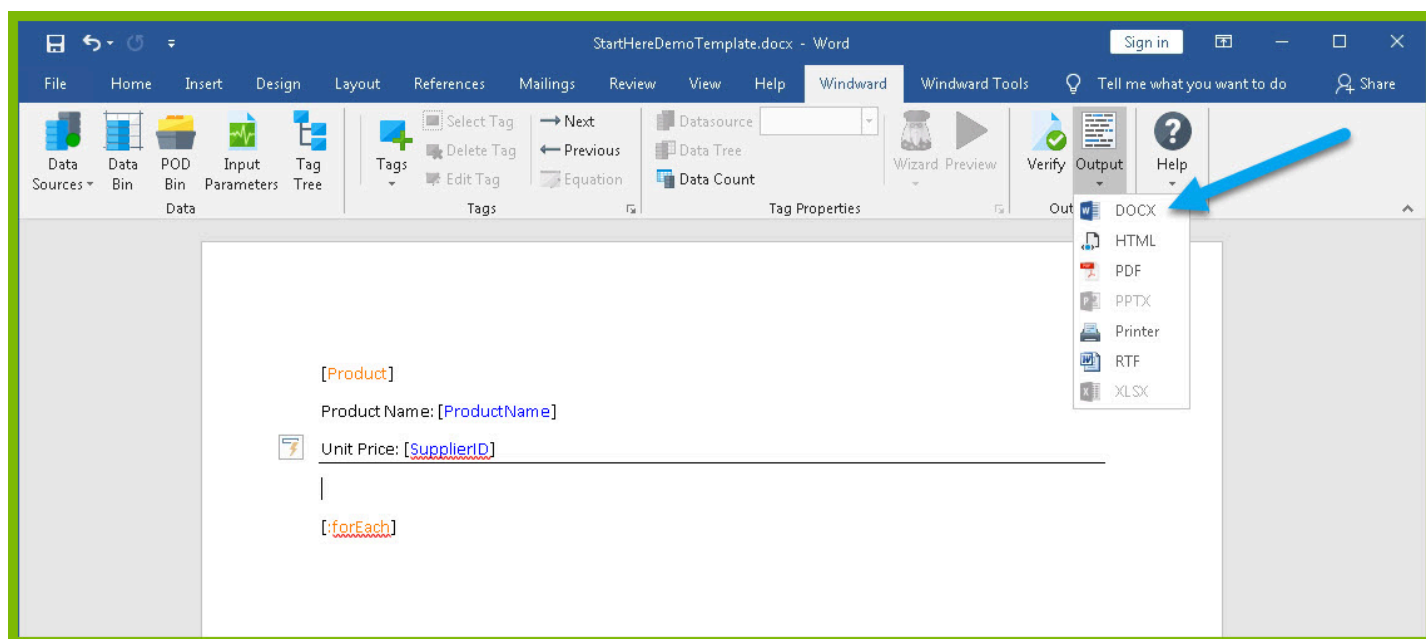 StartHereDemoTemplate.docx - Word Sign in
File Home Insert Design Layout References Mailings Review View Help Windward Windward Tools Tell me what you want to do Share
Data Sources
Data Bin
POD Bin
Input Parameters
Tag Tree
Data
Tags
Select Tag
Delete Tag
Edit Tag
Next
Previous
Equation
Tags
Datasource
Data Tree
Data Count
Wizard Preview
Tag Properties
Verify Output
Help
Out
DOCX
HTML
PDF
PPTX
Printer
RTF
XLSX
[Product]
Product Name: [ProductName]
Unit Price: [SupplierID]
[:forEach]